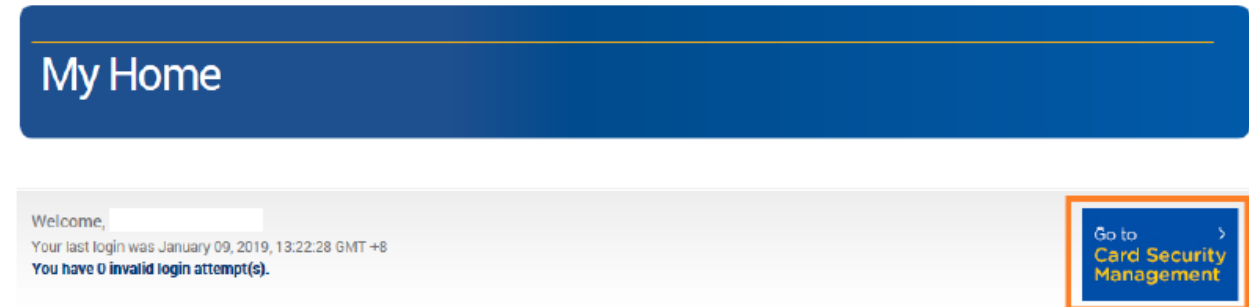 My Home
Welcome,
Your last login was January 09, 2019, 13:22:28 GMT +8
You have 0 invalid login attempt(s).
Go to >
Card Security
Management